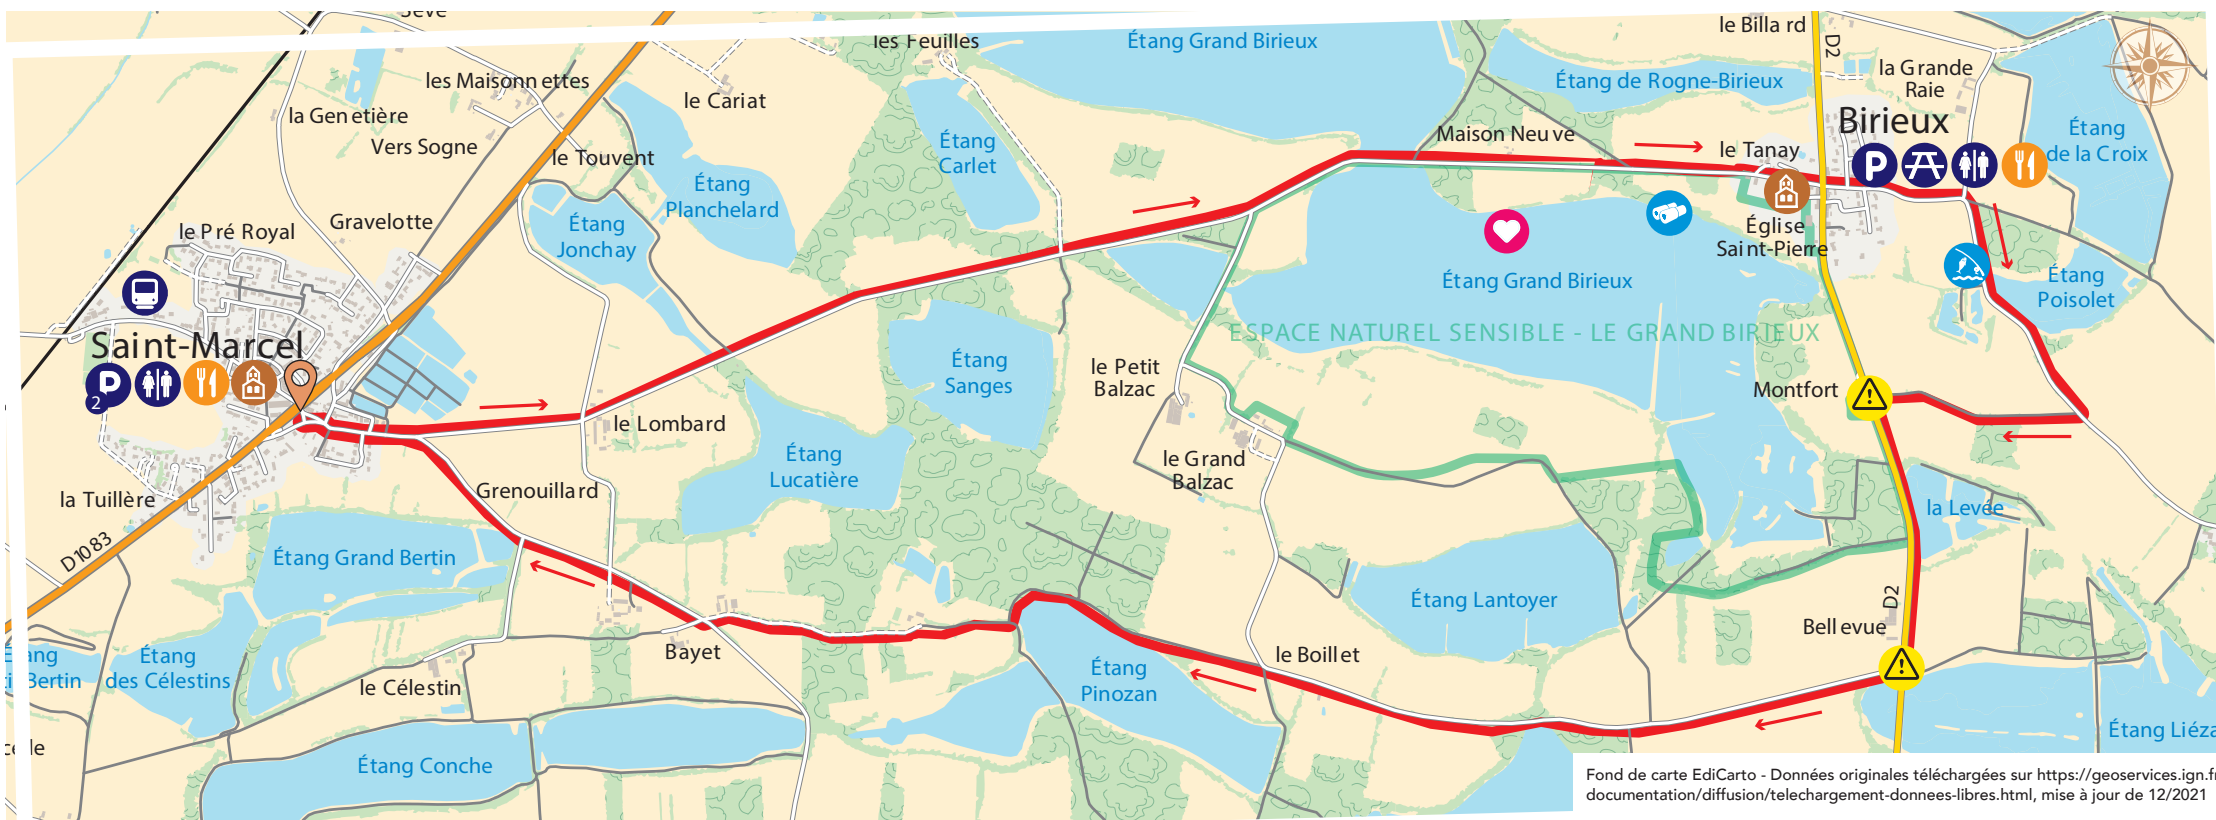 Seve
les Feuilles
Étang Grand Birieux
le Billard
D2
les Maisonnettes
le Cariat
Étang de Rogne-Birieux
la Grande
Raie
la Genetière
Vers Sogne
le Touvent
Étang
Carlet
Maison Neuve
le Tanay
Birieux
Étang
de la Croix
P
Étang
Planchelard
Gravelotte
le Pré Royal
Étang
Jonchay
Église
Saint-Pierre
Étang Grand Birieux
Étang
Poisolet
ESPACE NATUREL SENSIBLE - LE GRAND BIRIEUX
Saint-Marcel
P
2
Étang
Sanges
le Petit
Balzac
Montfort
le Lombard
Étang
Lucatière
le Grand
Balzac
la Tuillère
Grenouillard
la Levée
D1083
Étang Grand Bertin
Étang Lantoyer
D2
Bellevue
Bayet
le Boillet
Étang
des Célestins
Bertin
le Célestin
Étang
Pinozan
Étang Conche
Étang Liéza
Fond de carte EdiCarto - Données originales téléchargées sur https://geoservices.ign.fr
documentation/diffusion/telechargement-donnees-libres.html, mise à jour de 12/2021